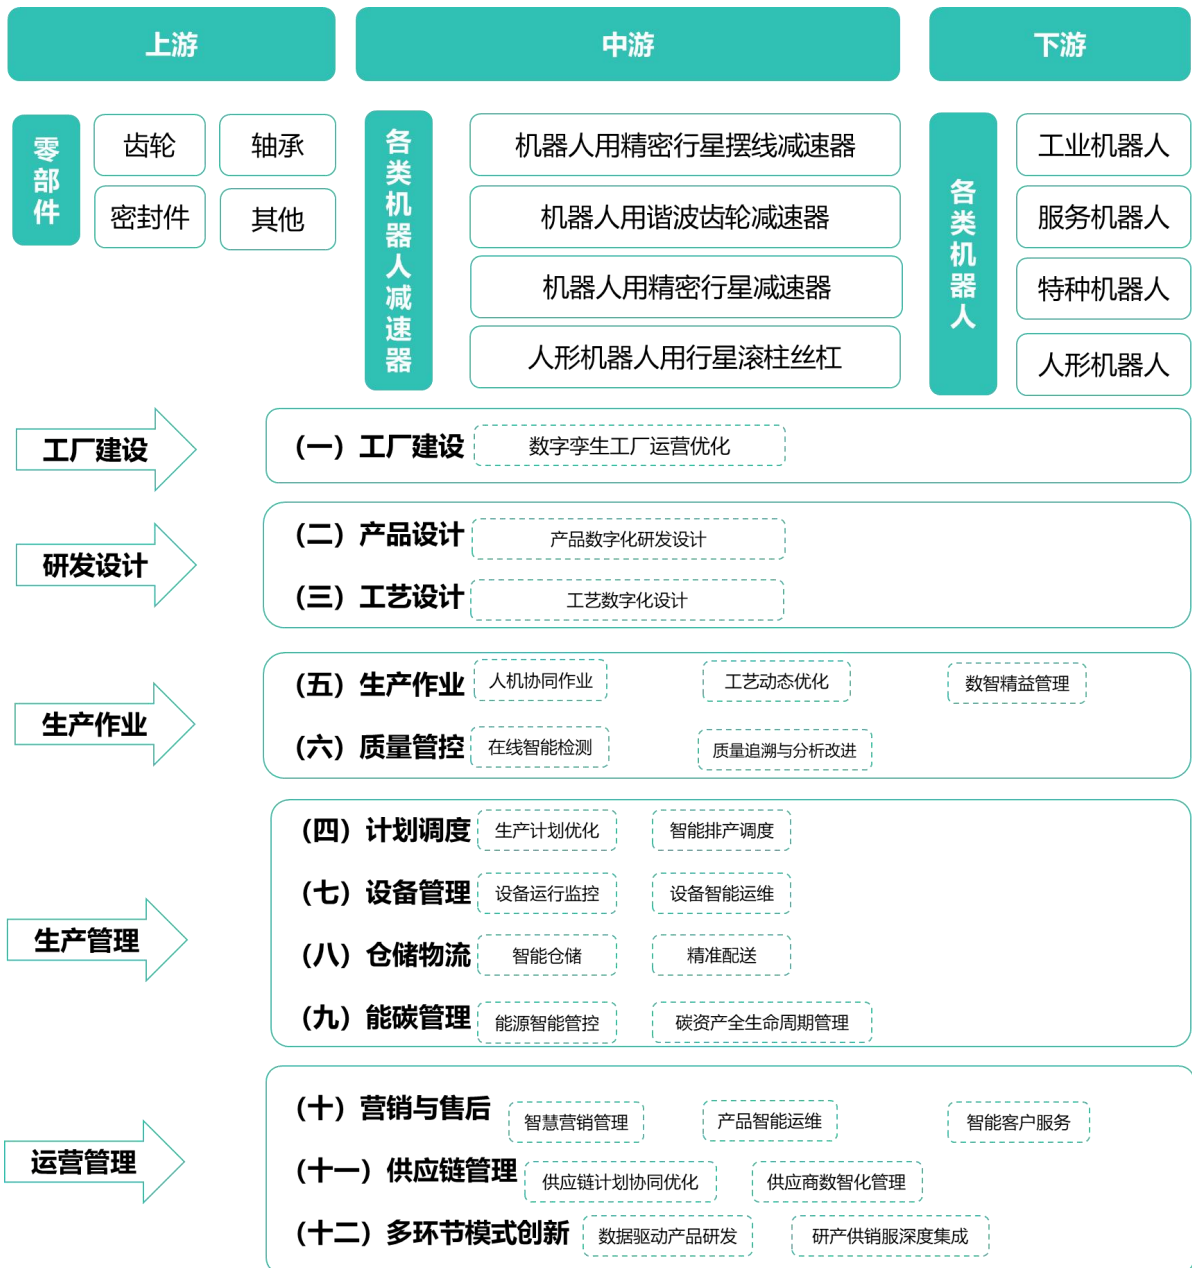 上游
中游
下游
零部件
齿轮
轴承
密封件
其他
各类机器人减速器
机器人用精密行星摆线减速器
机器人用谐波齿轮减速器
机器人用精密行星减速器
人形机器人用行星滚柱丝杠
各类机器人
工业机器人
服务机器人
特种机器人
人形机器人
工厂建设
（一）工厂建设
数字孪生工厂运营优化
研发设计
（二）产品设计
产品数字化研发设计
（三）工艺设计
工艺数字化设计
生产作业
（五）生产作业
人机协同作业
工艺动态优化
数智精益管理
（六）质量管控
在线智能检测
质量追溯与分析改进
生产管理
（四）计划调度
生产计划优化
智能排产调度
（七）设备管理
设备运行监控
设备智能运维
（八）仓储物流
智能仓储
精准配送
（九）能碳管理
能源智能管控
碳资产全生命周期管理
运营管理
（十）营销与售后
智慧营销管理
产品智能运维
智能客户服务
（十一）供应链管理
供应链计划协同优化
供应商数智化管理
（十二）多环节模式创新
数据驱动产品研发
研产供销服深度集成